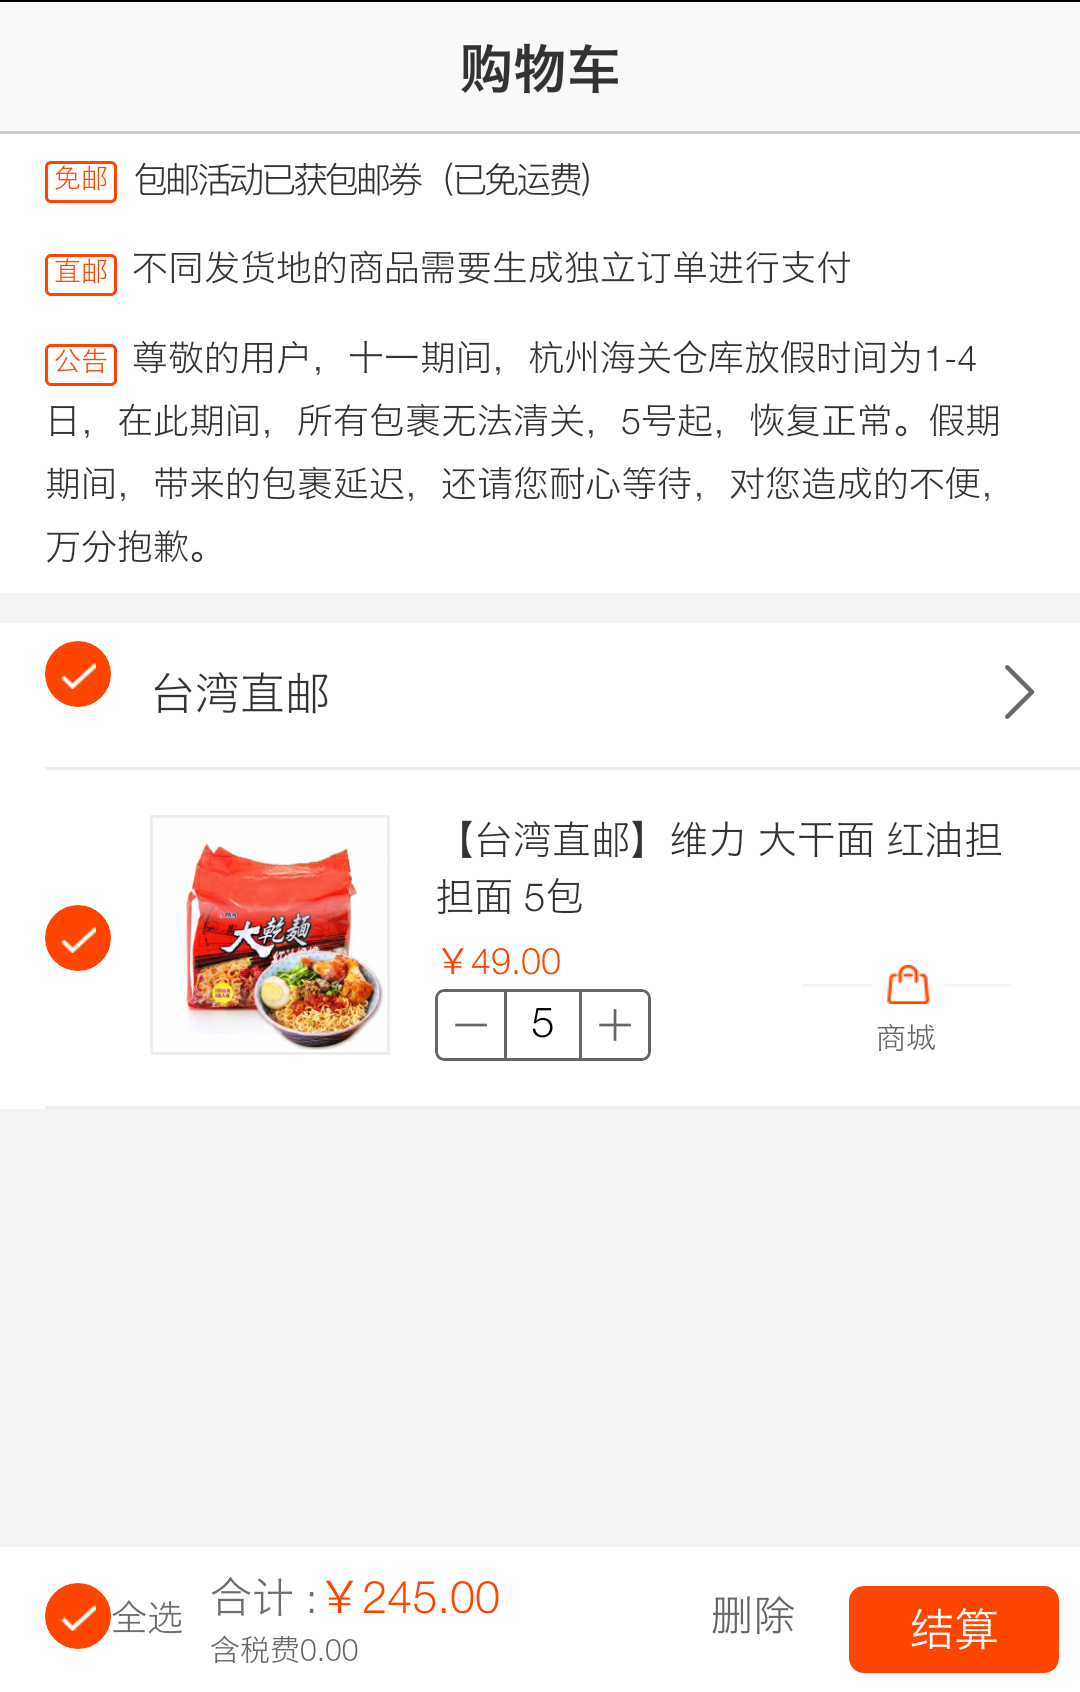 购物车
免邮 包邮活动已获包邮券（已免运费）
直邮 不同发货地的商品需要生成独立订单进行支付
公告 尊敬的用户，十一期间，杭州海关仓库放假时间为1-4
日，在此期间，所有包裹无法清关，5号起，恢复正常。假期
期间，带来的包裹延迟，还请您耐心等待，对您造成的不便，
万分抱歉。
台湾直邮
【台湾直邮】维力 大干面 红油担
担面 5包
￥49.00
大乾麵
5
商城
全选
合计：￥245.00
含税费0.00
删除
结算